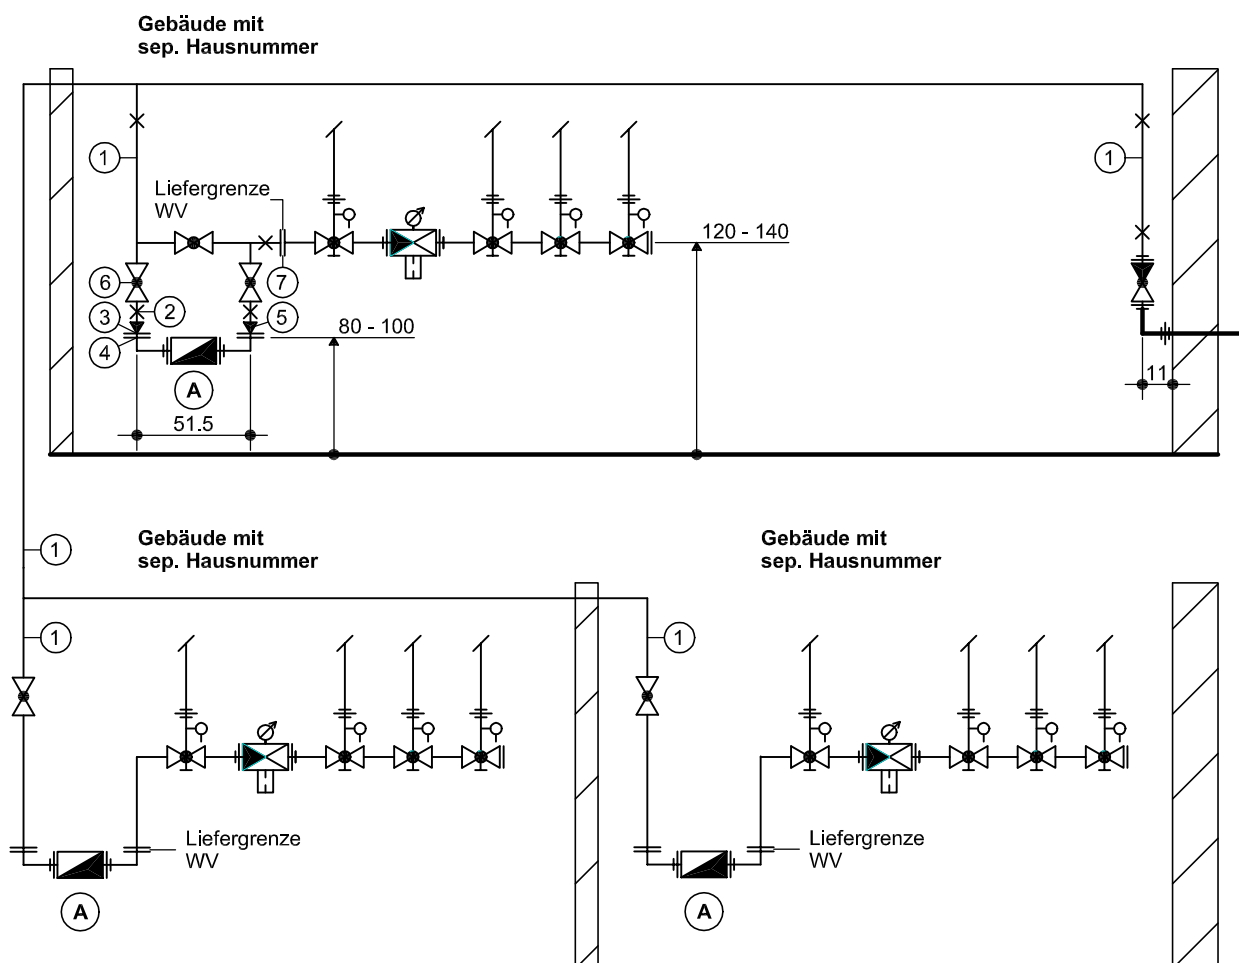 Gebäude mit
sep. Hausnummer
1
1
Liefergrenze
WV
120 - 140
6
7
2
3
5
4
80 - 100
A
11
51.5
1
Gebäude mit
sep. Hausnummer
Gebäude mit
sep. Hausnummer
1
1
Liefergrenze
WV
Liefergrenze
WV
A
A